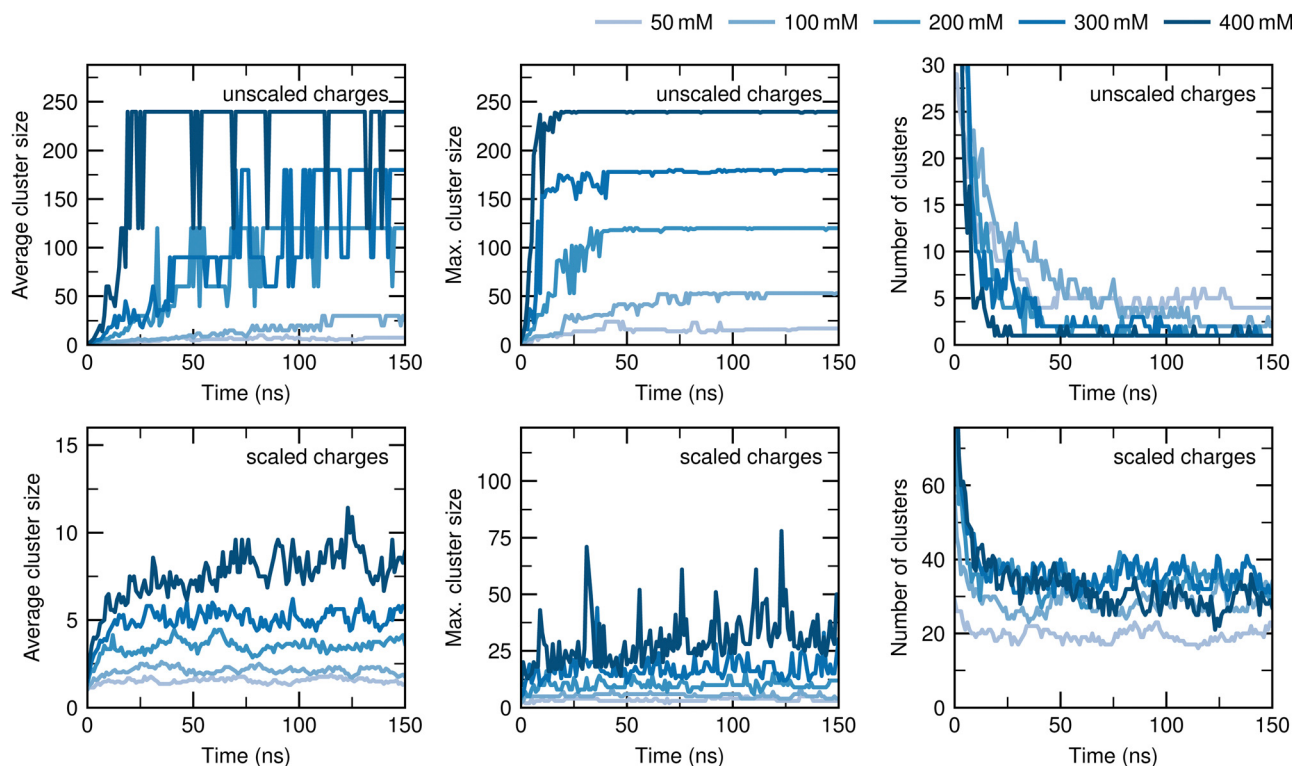 50 mM 100 mM 200 mM 300 mM 400 mM
Average cluster size
250
200
150
100
50
0
unscaled charges
0 50 100 150
Time (ns)
Max. cluster size
250
200
150
100
50
0
unscaled charges
0 50 100 150
Time (ns)
Number of clusters
30
25
20
15
10
5
0
unscaled charges
0 50 100 150
Time (ns)
Average cluster size
15
10
5
0
scaled charges
0 50 100 150
Time (ns)
Max. cluster size
100
75
50
25
0
scaled charges
0 50 100 150
Time (ns)
Number of clusters
60
40
20
0
scaled charges
0 50 100 150
Time (ns)